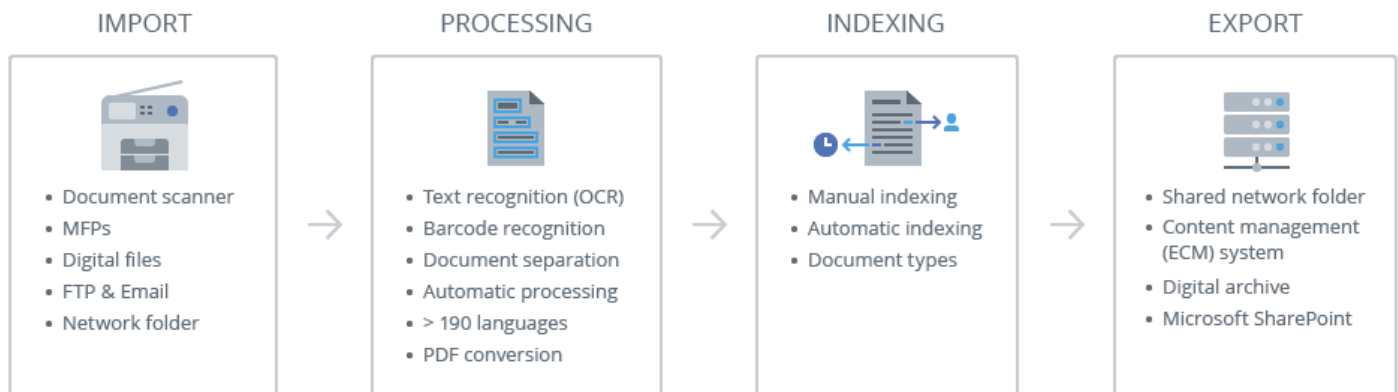 IMPORT
• Document scanner
• MFPs
• Digital files
• FTP & Email
• Network folder
PROCESSING
• Text recognition (OCR)
• Barcode recognition
• Document separation
• Automatic processing
• > 190 languages
• PDF conversion
INDEXING
• Manual indexing
• Automatic indexing
• Document types
EXPORT
• Shared network folder
• Content management
(ECM) system
• Digital archive
• Microsoft SharePoint